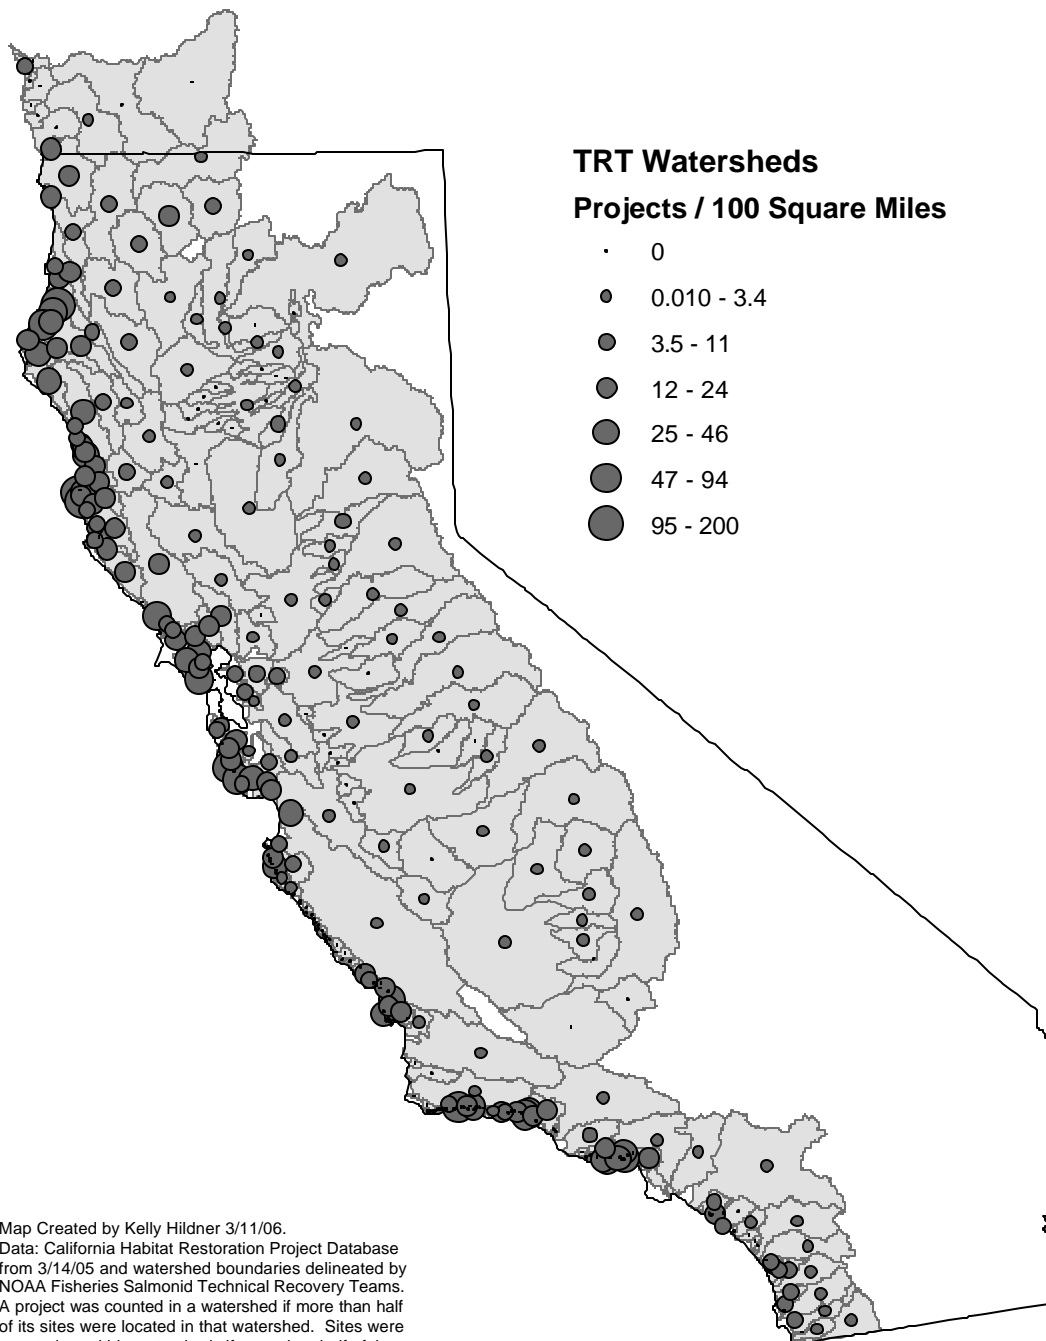 TRT Watersheds
Projects / 100 Square Miles
0
0.010 - 3.4
3.5 - 11
12 - 24
25 - 46
47 - 94
95 - 200
Map Created by Kelly Hildner 3/11/06.
Data: California Habitat Restoration Project Database
from 3/14/05 and watershed boundaries delineated by
NOAA Fisheries Salmonid Technical Recovery Teams.
A project was counted in a watershed if more than half
of its sites were located in that watershed.  Sites were